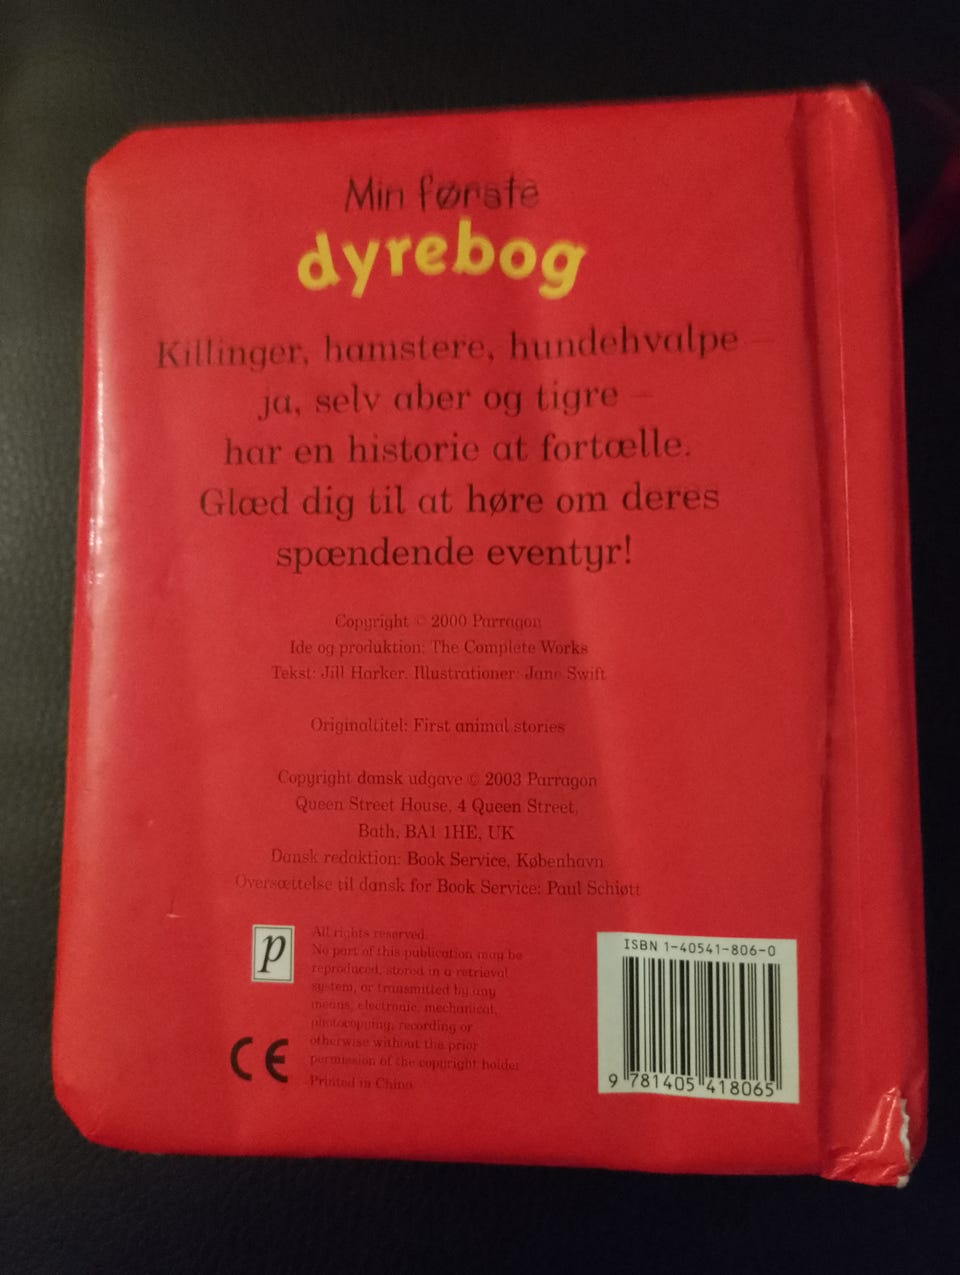 Min første
dyrebog
Killinger, hamstere, hundehvalpe –
ja, selv aber og tigre –
har en historie at fortælle.
Glæd dig til at høre om deres
spændende eventyr!
Copyright © 2000 Parragon
Ide og produktion: The Complete Works
Tekst: Jill Harker. Illustrationer: Jane Swift
Originaltitel: First animal stories
Copyright dansk udgave © 2003 Parragon
Queen Street House, 4 Queen Street,
Bath, BA1 1HE, UK
Dansk redaktion: Book Service, København
Oversættelse til dansk for Book Service: Paul Schiøtt
p
All rights reserved.
No part of this publication may be
reproduced, stored in a retrieval
system, or transmitted by any
means, electronic, mechanical,
photocopying, recording or
otherwise without the prior
permission of the copyright holder
Printed in China
CE
ISBN 1-40541-806-0
9 781405 418065